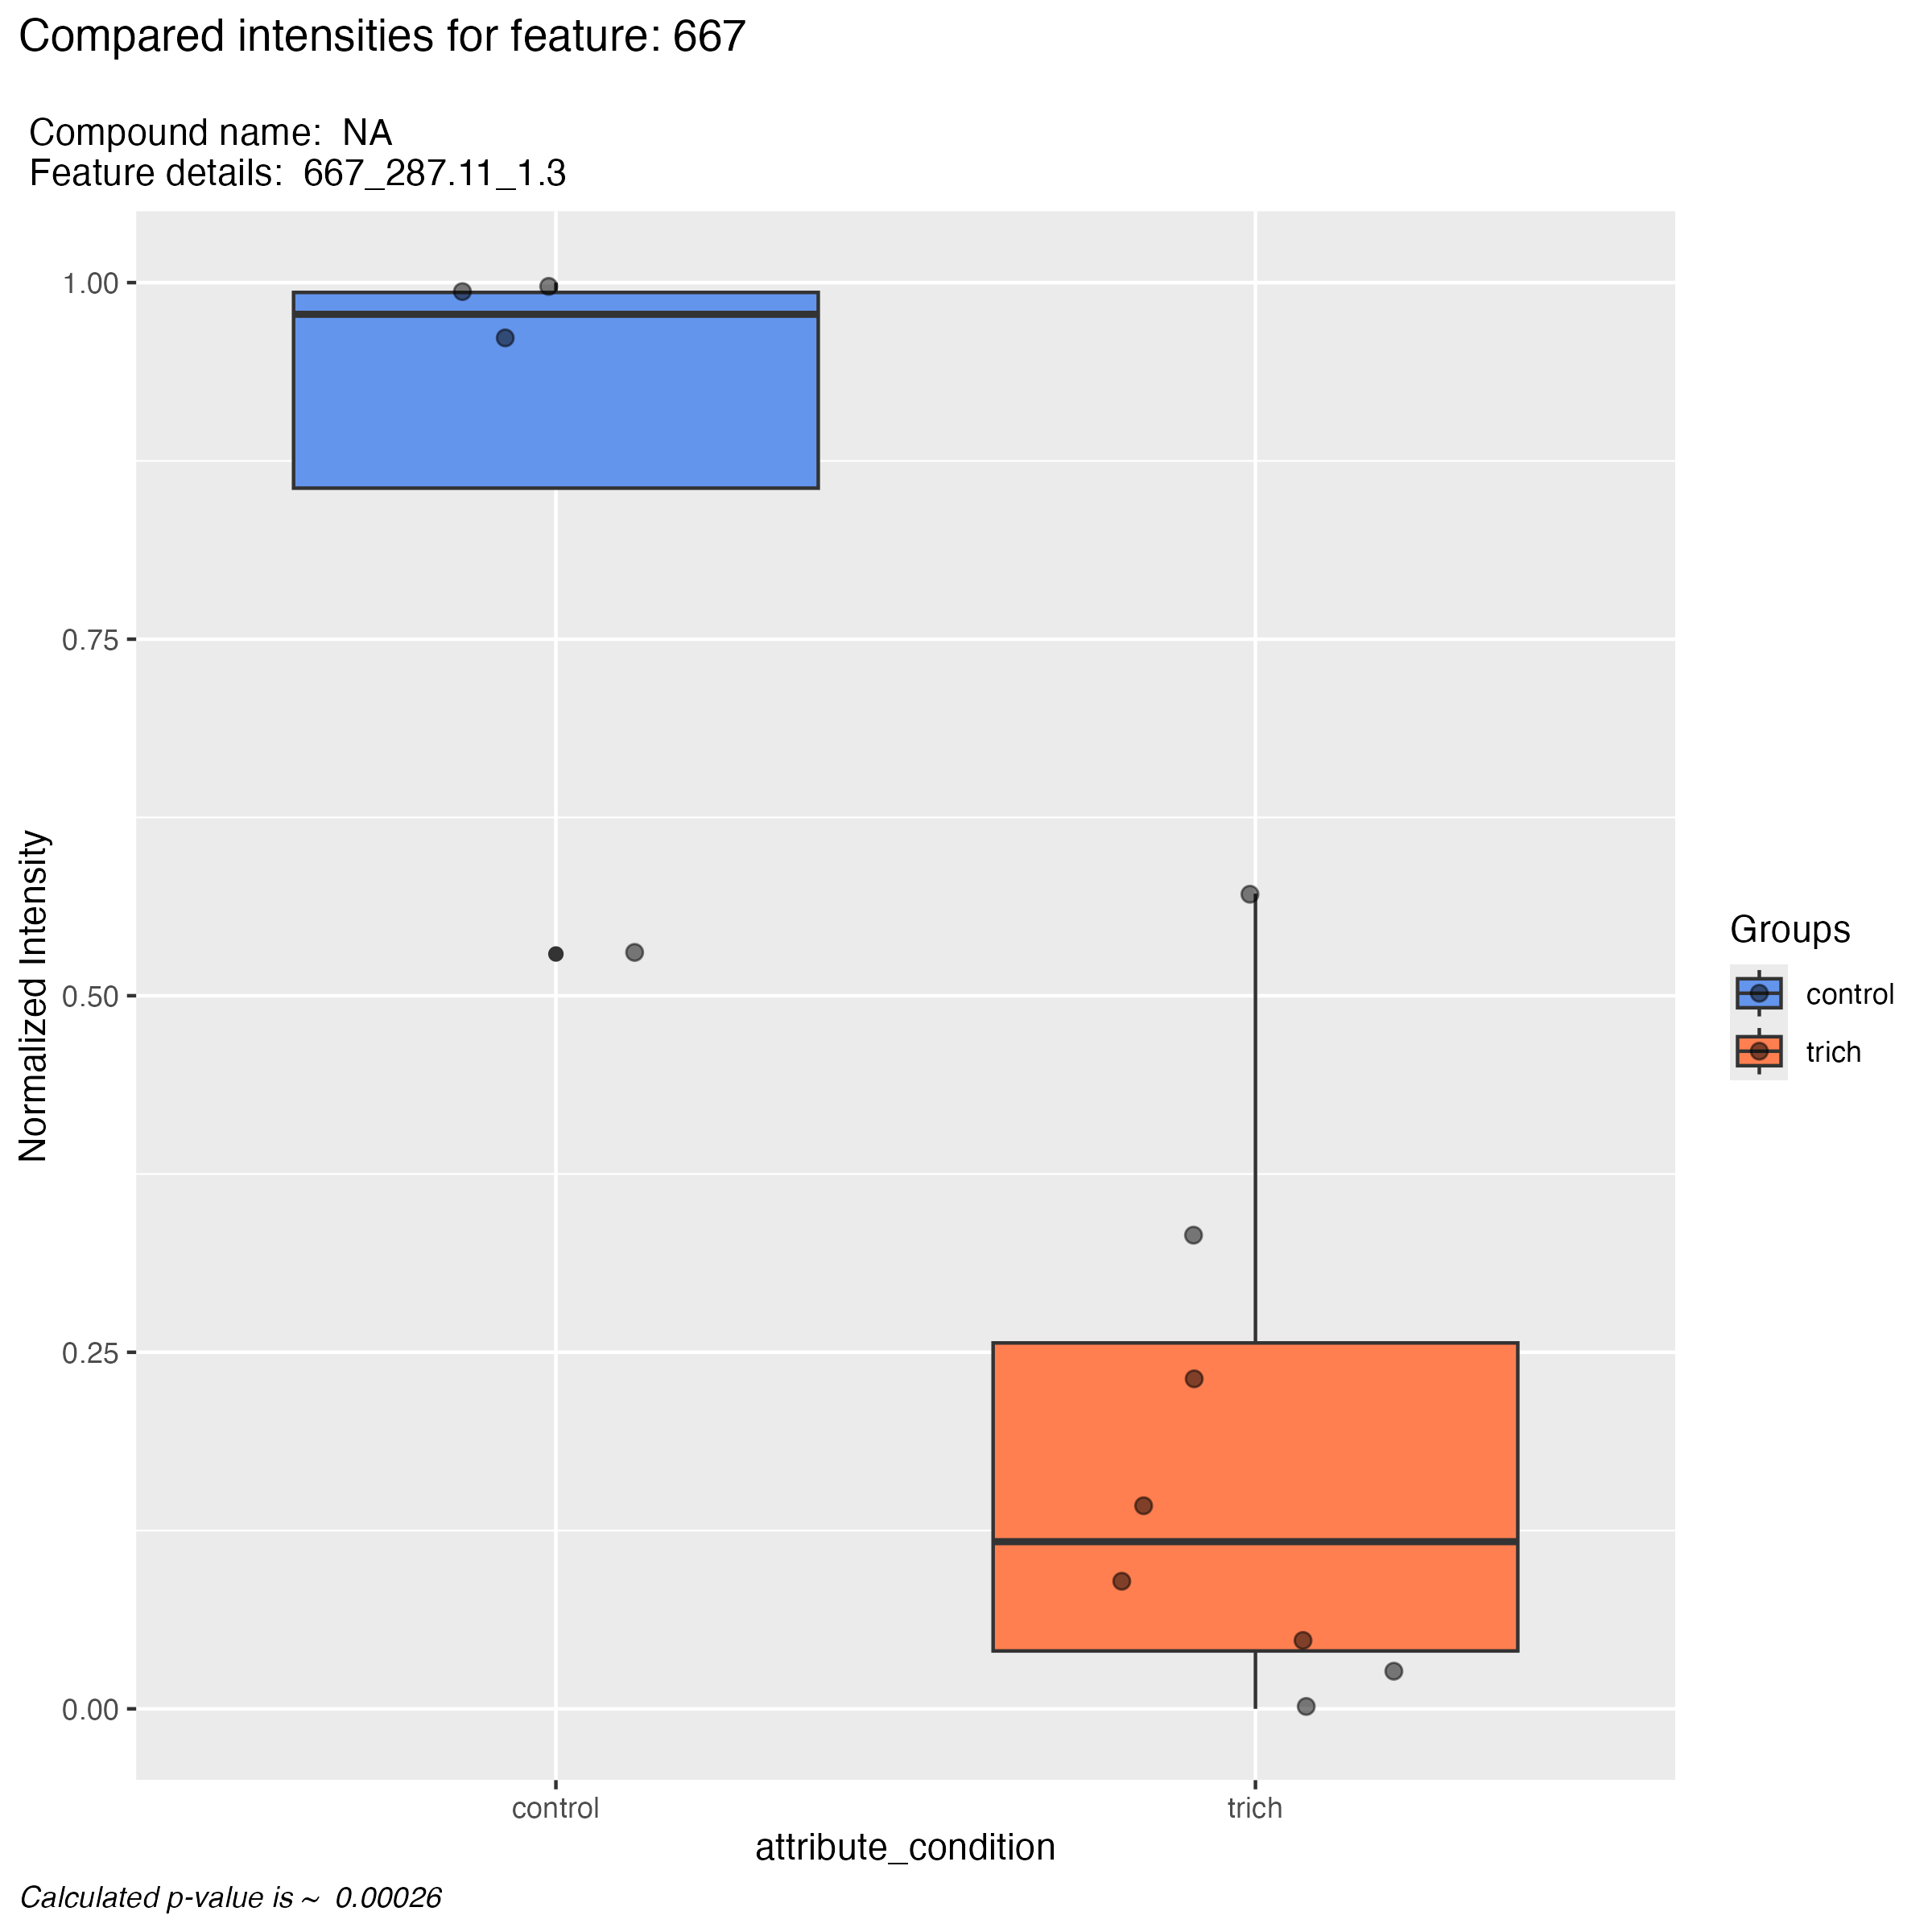 Compared intensities for feature: 667
Compound name:  NA
Feature details:  667_287.11_1.3
1.00
0.75
0.50
0.25
0.00
Normalized Intensity
control
trich
attribute_condition
Groups
control
trich
Calculated p-value is ~  0.00026